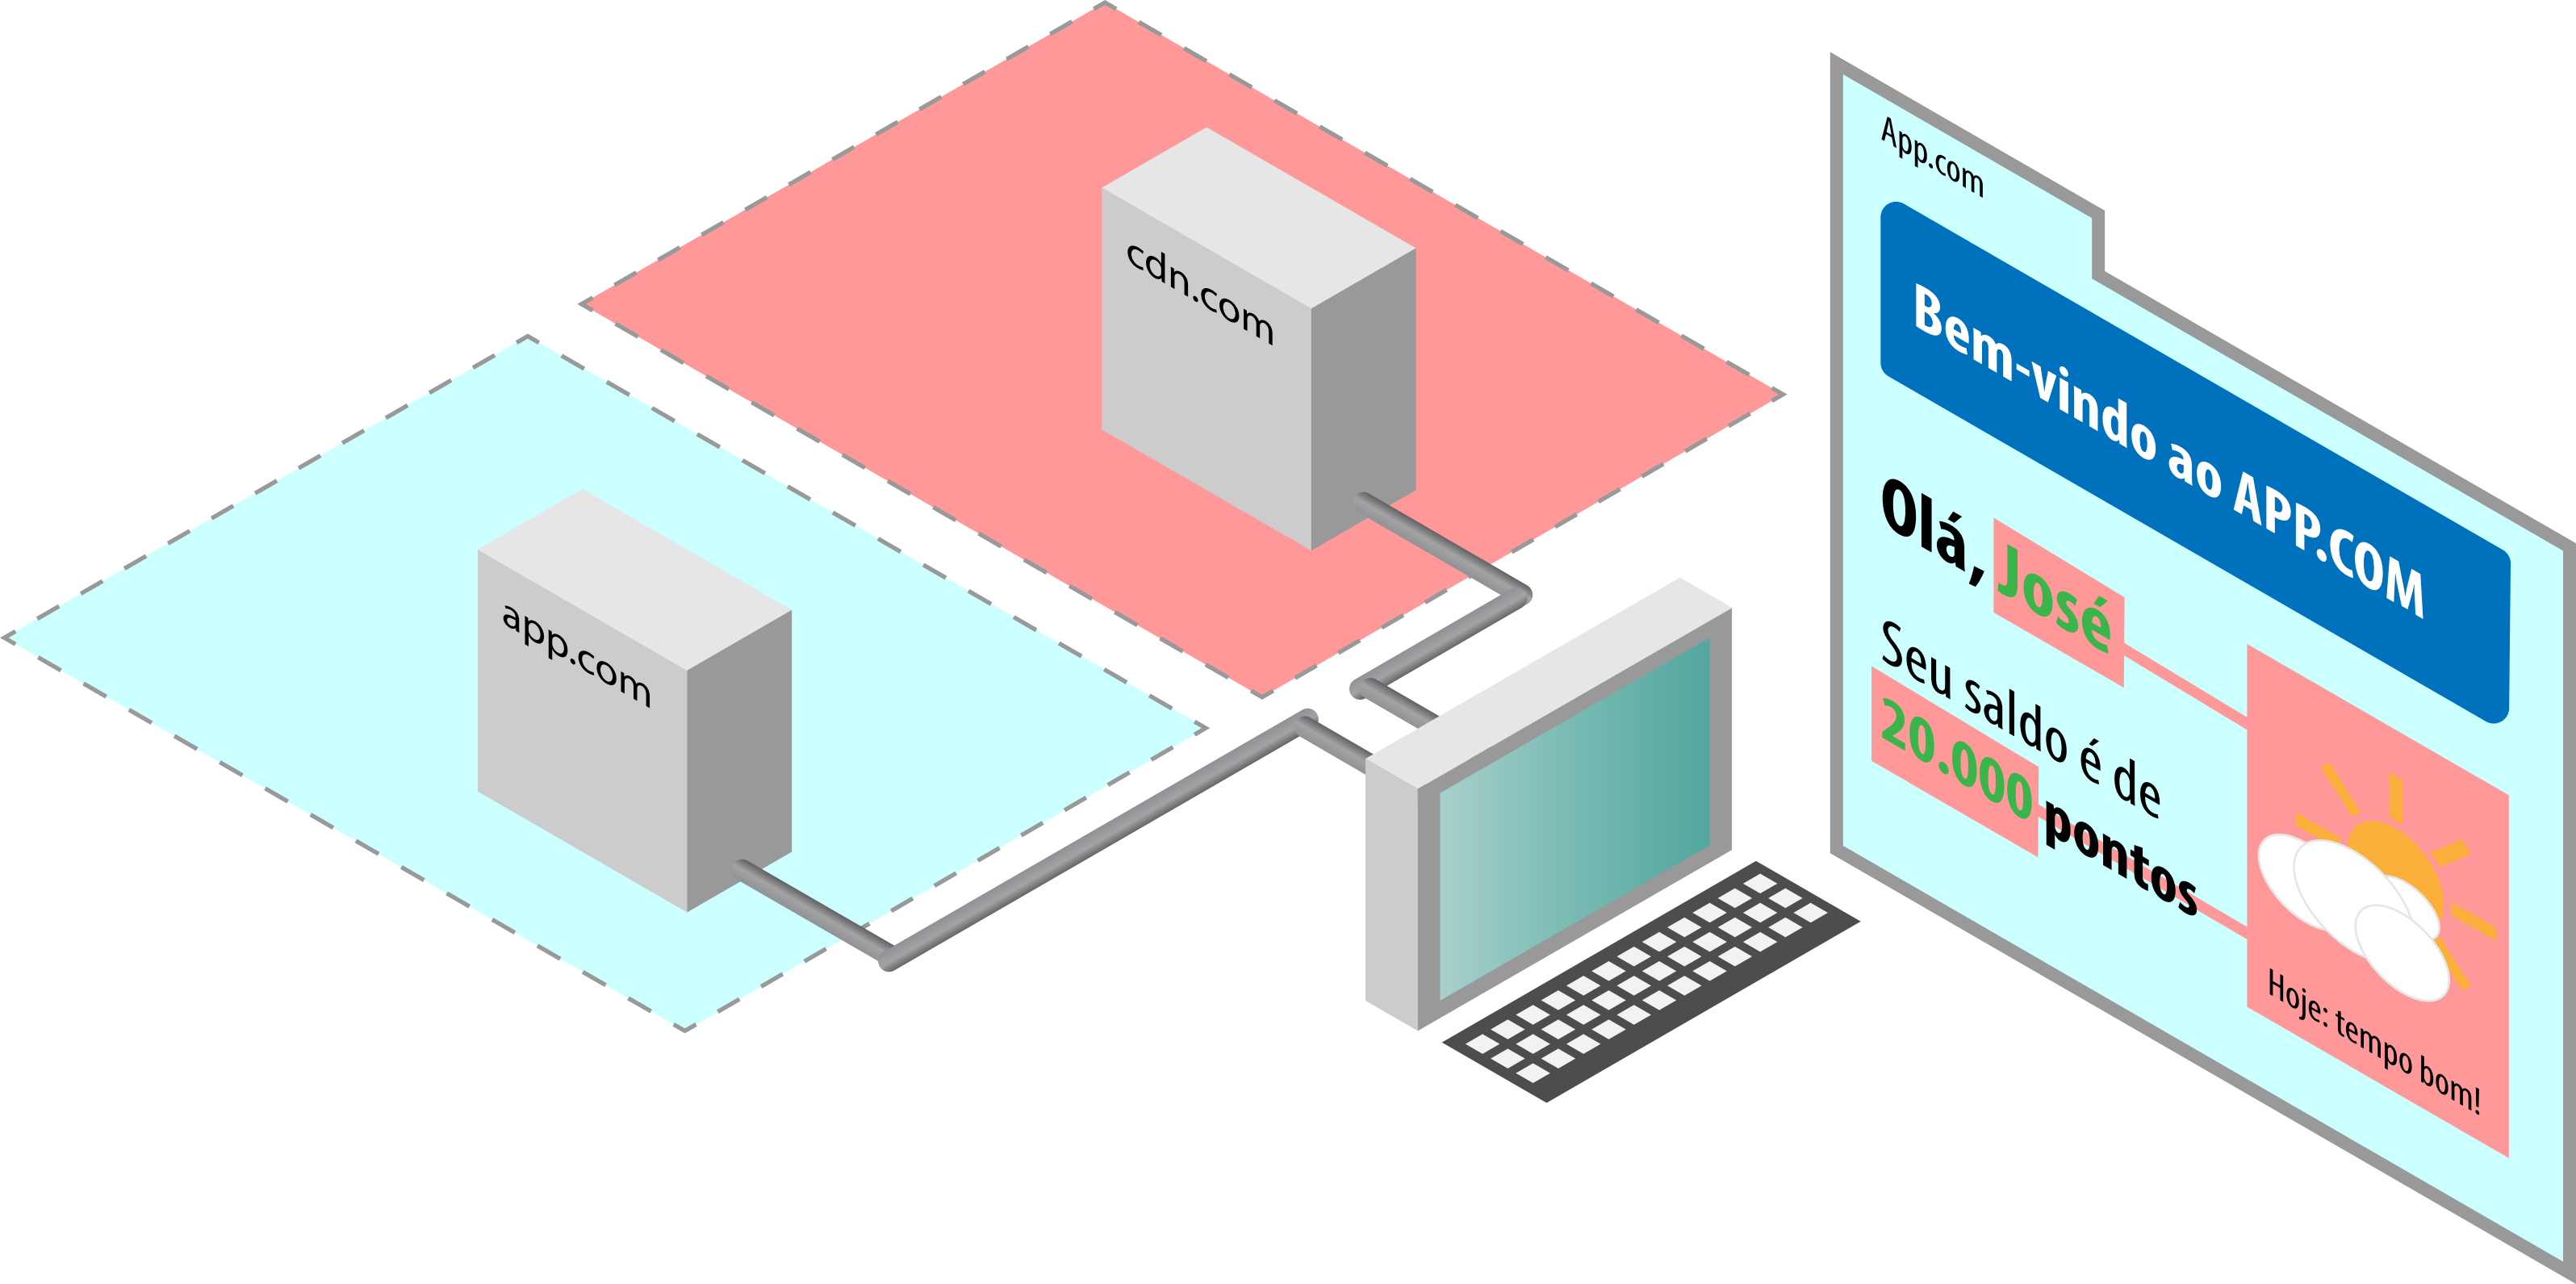 cdn.com
app.com
App.com
Bem-vindo ao APP.COM
Olá, José
Seu saldo é de
20.000 pontos
Hoje: tempo bom!